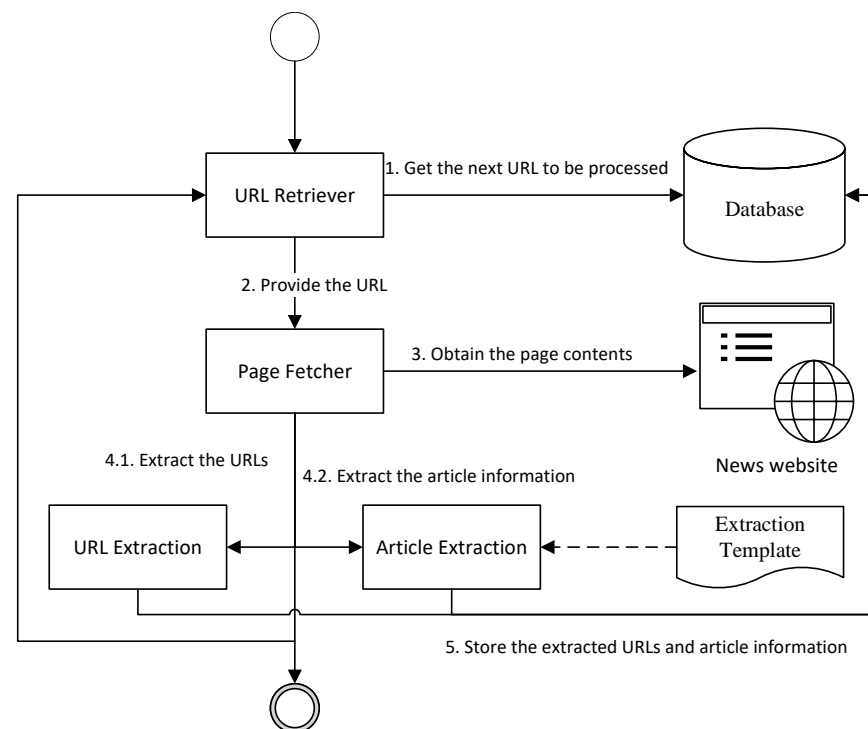 1. Get the next URL to be processed
URL Retriever
Database
2. Provide the URL
3. Obtain the page contents
Page Fetcher
4.1. Extract the URLs
4.2. Extract the article information
News website
URL Extraction
Article Extraction
Extraction
Template
5. Store the extracted URLs and article information